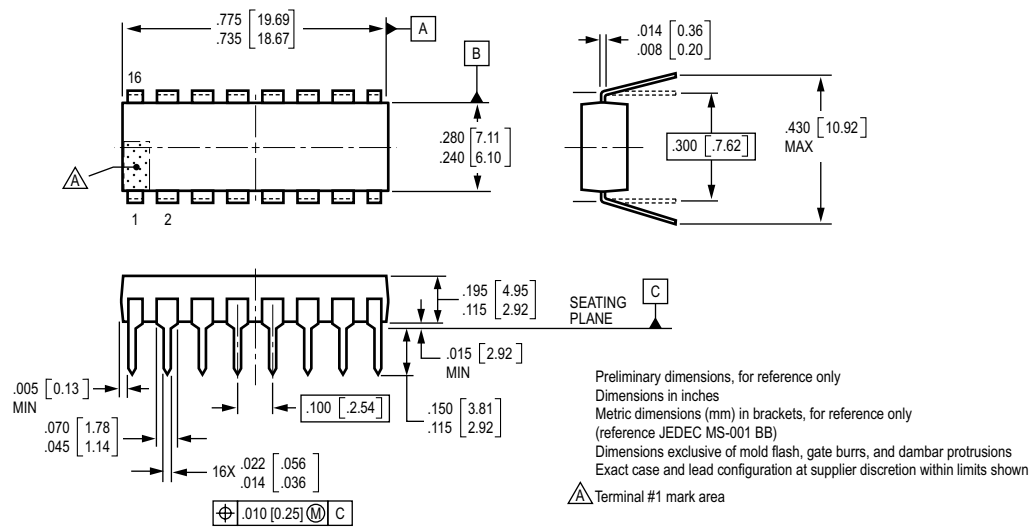 .775 [19.69]
.735 [18.67]
A
B
16
.280 [7.11]
.240 [6.10]
A
1 2
.014 [0.36]
.008 [0.20]
.300 [.7.62]
.430 [10.92]
MAX
.195 [4.95]
.115 [2.92]
SEATING
PLANE
C
.015 [2.92]
MIN
.005 [0.13]
MIN
.100 [.2.54]
.150 [3.81]
.115 [2.92]
.070 [1.78]
.045 [1.14]
16X .022 [.056]
.014 [.036]
⌖ .010 [0.25] Ⓜ C
Preliminary dimensions, for reference only
Dimensions in inches
Metric dimensions (mm) in brackets, for reference only
(reference JEDEC MS-001 BB)
Dimensions exclusive of mold flash, gate burrs, and dambar protrusions
Exact case and lead configuration at supplier discretion within limits shown
A Terminal #1 mark area